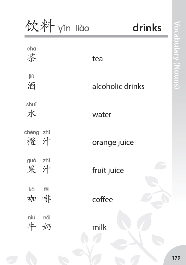 饮料 yǐn liào drinks
chá
茶 tea
jiǔ
酒 alcoholic drinks
shuǐ
水 water
chéng zhī
橙 汁 orange juice
guǒ zhī
果 汁 fruit juice
kā fēi
咖 啡 coffee
niú nǎi
牛 奶 milk
Vocabulary (Nouns)
179